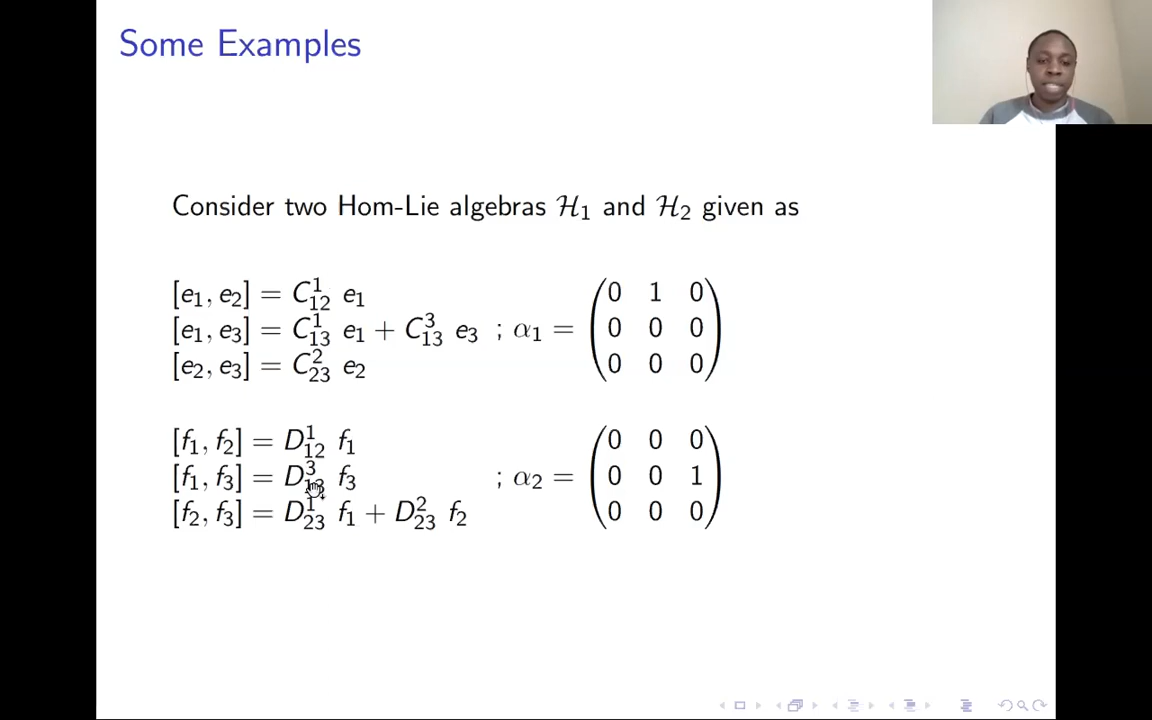 Some Examples
Consider two Hom-Lie algebras ℋ₁ and ℋ₂ given as
[e₁, e₂] = C¹₁₂ e₁
[e₁, e₃] = C¹₁₃ e₁ + C³₁₃ e₃ ; α₁ = (0 1 0
0 0 0
0 0 0)
[e₂, e₃] = C²₂₃ e₂
[f₁, f₂] = D¹₁₂ f₁
[f₁, f₃] = D³₁₃ f₃ ; α₂ = (0 0 0
0 0 1
0 0 0)
[f₂, f₃] = D¹₂₃ f₁ + D²₂₃ f₂